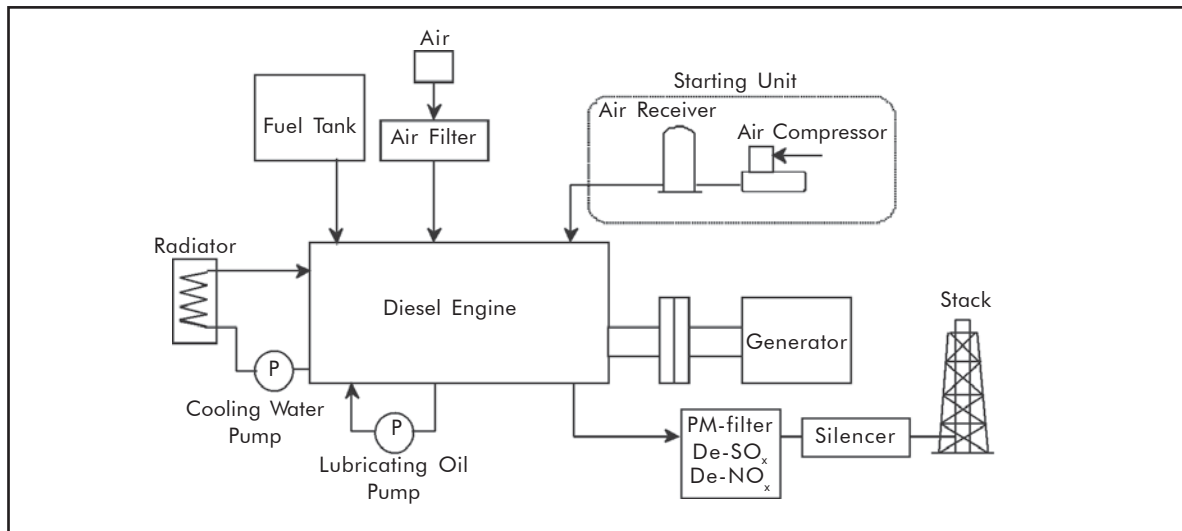 Air
Starting Unit
Fuel Tank
Air Filter
Air Receiver
Air Compressor
Radiator
Diesel Engine
Stack
Generator
P
Cooling Water
Pump
P
Lubricating Oil
Pump
PM-filter
De-SOx
De-NOx
Silencer